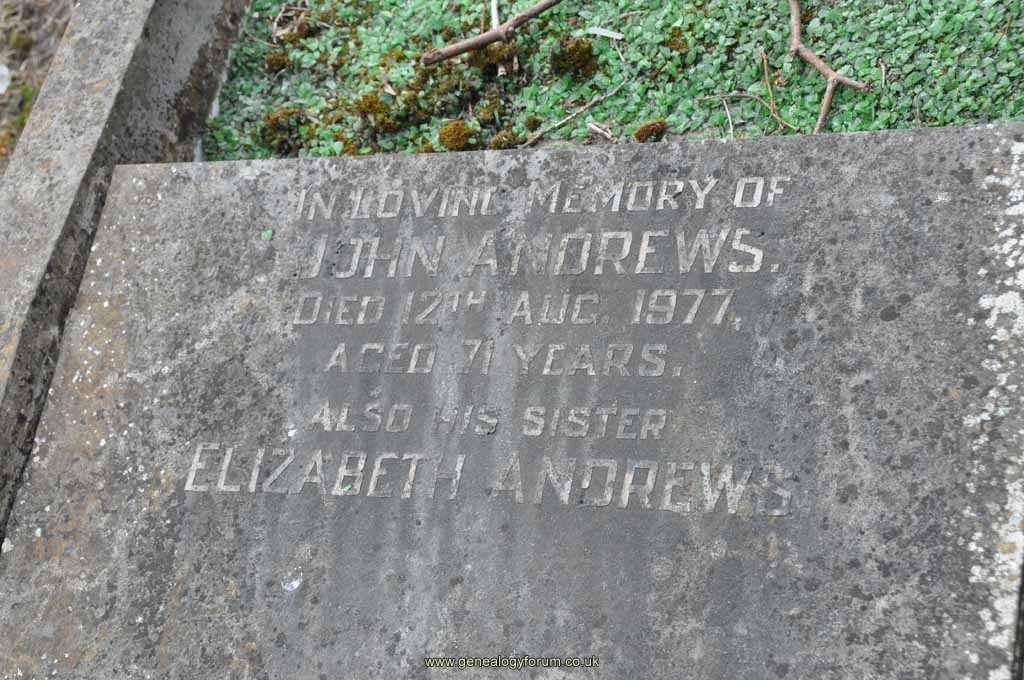 IN LOVING MEMORY OF
JOHN ANDREWS.
DIED 12TH AUG. 1977,
AGED 71 YEARS.
ALSO HIS SISTER
ELIZABETH ANDREWS
www.genealogyforum.co.uk